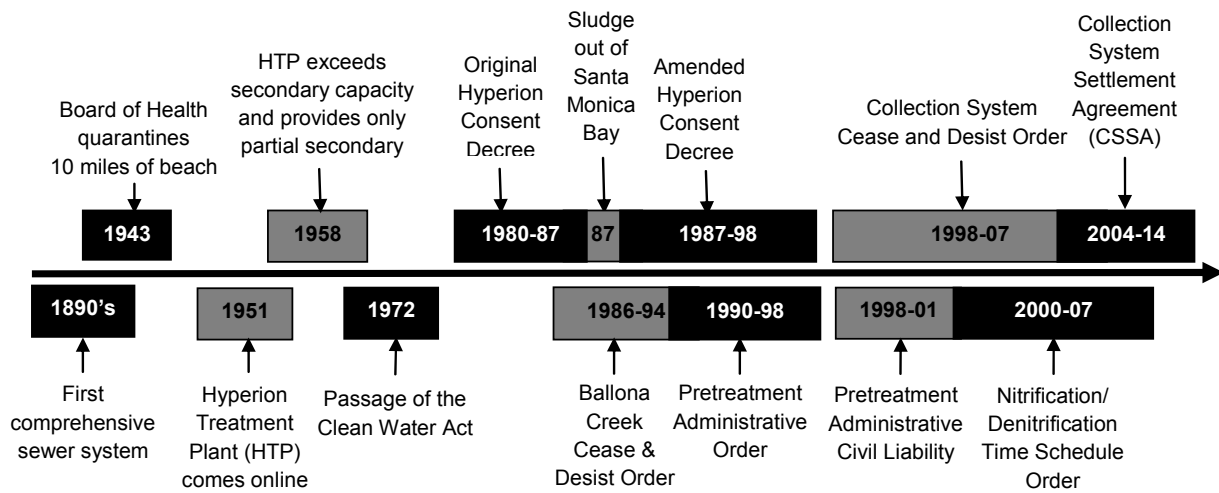 Board of Health
quarantines
10 miles of beach
HTP exceeds
secondary capacity
and provides only
partial secondary
Original
Hyperion
Consent
Decree
Sludge
out of
Santa
Monica
Bay
Amended
Hyperion
Consent
Decree
Collection System
Cease and Desist Order
Collection
System
Settlement
Agreement
(CSSA)
1943
1958
1980-87
87
1987-98
1998-07
2004-14
1890's
1951
1972
1986-94
1990-98
1998-01
2000-07
First
comprehensive
sewer system
Hyperion
Treatment
Plant (HTP)
comes online
Passage of the
Clean Water Act
Ballona
Creek
Cease &
Desist Order
Pretreatment
Administrative
Order
Pretreatment
Administrative
Civil Liability
Nitrification/
Denitrification
Time Schedule
Order